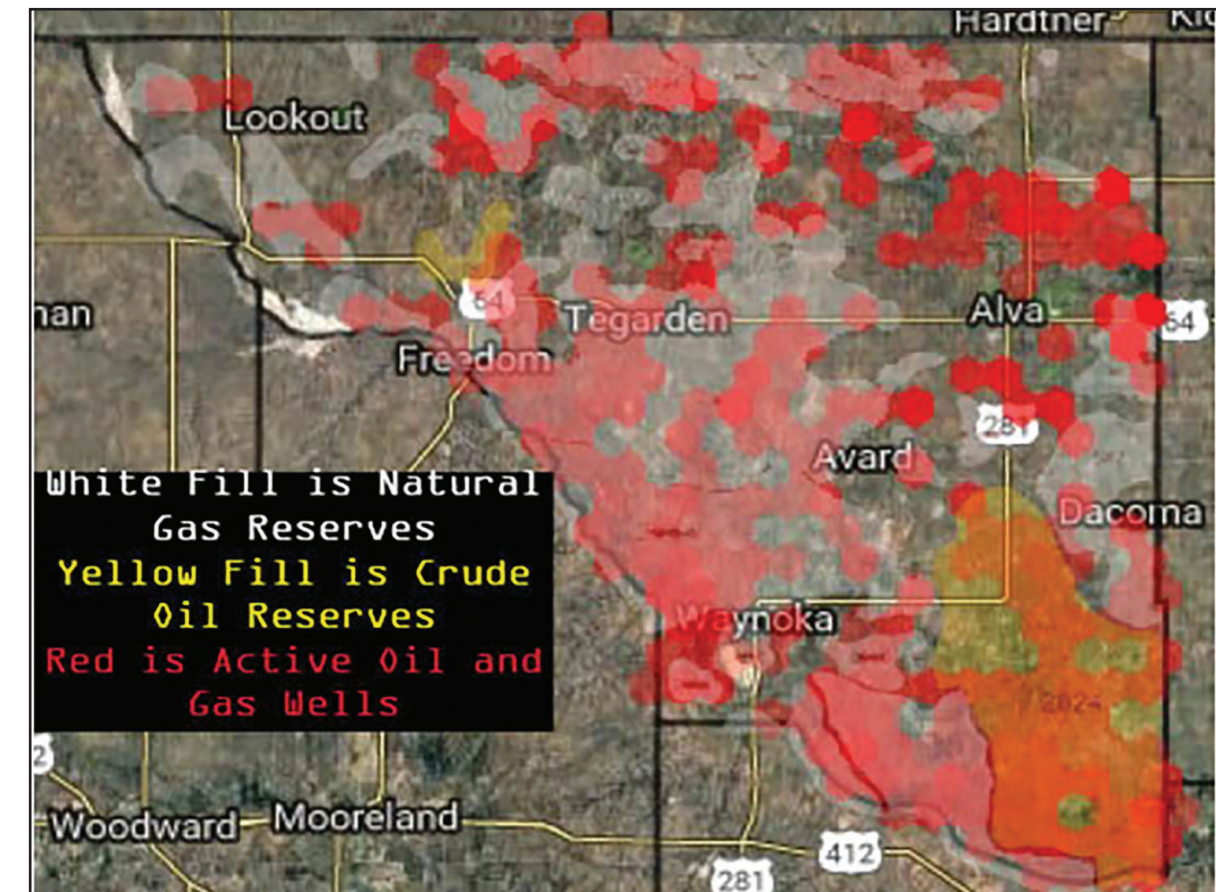 Hardtner
Lookout
64
Tegarden
Alva
64
Freedom
281
Avard
Dacoma
White Fill is Natural
Gas Reserves
Yellow Fill is Crude
Oil Reserves
Red is Active Oil and
Gas Wells
Waynoka
2
Woodward
Mooreland
412
281